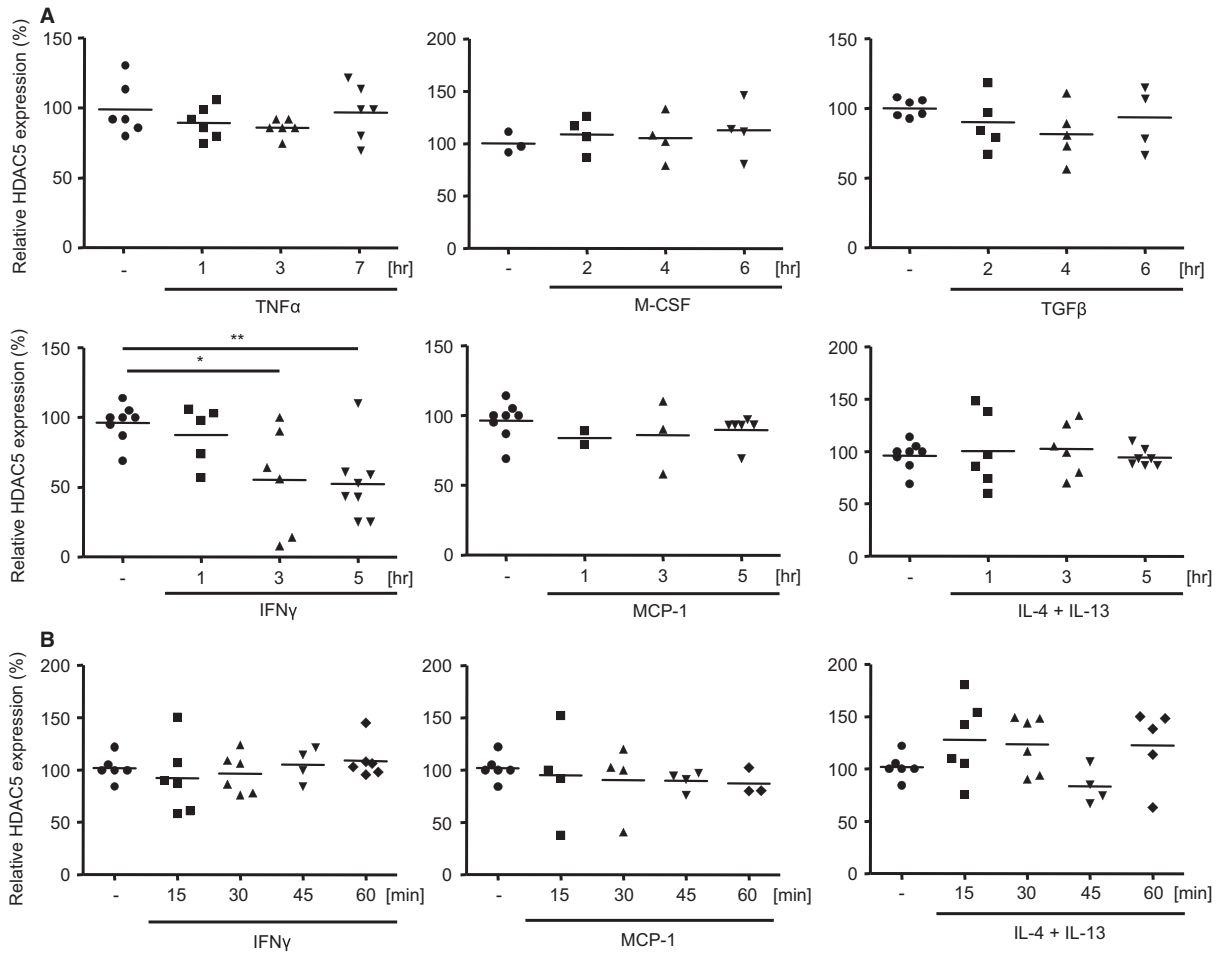 A
Relative HDAC5 expression (%)
150
100
50
0
- 1 3 7 [hr]
TNFα
200
150
100
50
0
- 2 4 6 [hr]
M-CSF
150
100
50
0
- 2 4 6 [hr]
TGFβ
Relative HDAC5 expression (%)
150
100
50
0
**
*
- 1 3 5 [hr]
IFNγ
150
100
50
0
- 1 3 5 [hr]
MCP-1
200
150
100
50
0
- 1 3 5 [hr]
IL-4 + IL-13
B
Relative HDAC5 expression (%)
200
150
100
50
0
- 15 30 45 60 [min]
IFNγ
200
150
100
50
0
- 15 30 45 60 [min]
MCP-1
200
150
100
50
0
- 15 30 45 60 [min]
IL-4 + IL-13